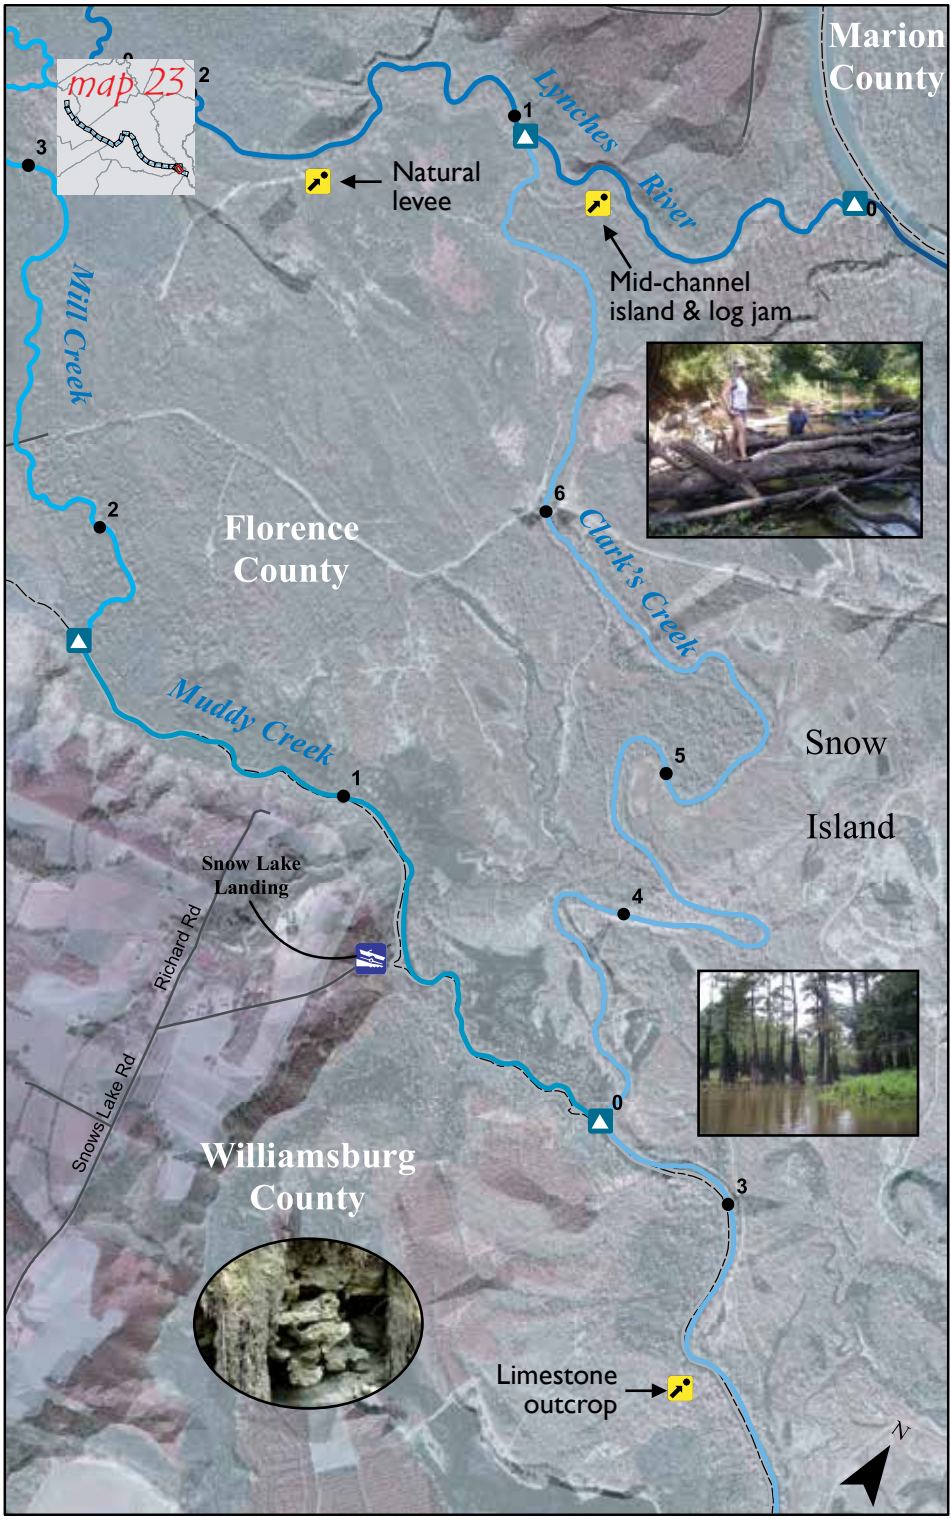 Marion
County
map 23
2
3
1
Lynches
River
0
Natural
levee
Mid-channel
island & log jam
Mill Creek
6
2
Florence
County
Clark's Creek
Muddy Creek
Snow
Island
5
1
Snow Lake
Landing
4
Richard Rd
Snows Lake Rd
0
Williamsburg
County
3
Limestone
outcrop
N